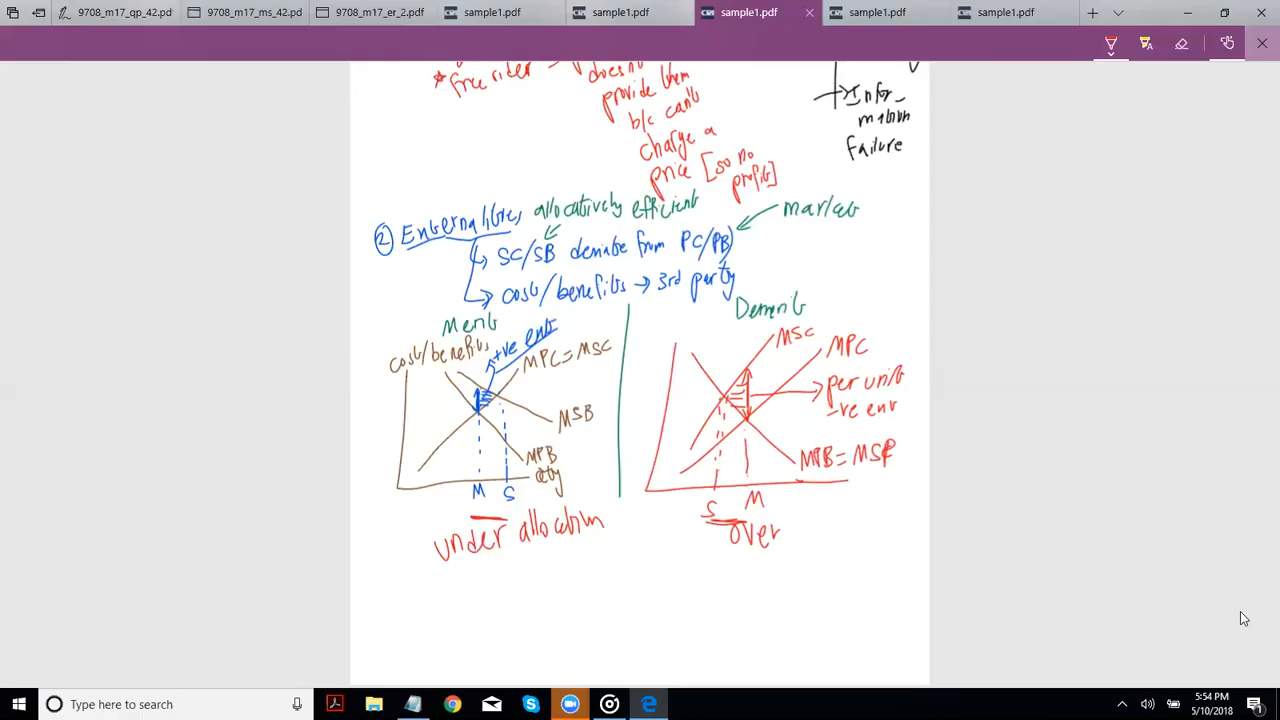 9708_m17_qp_42.pd
9708_m17_ms_42
9708_m17_er_2.pdf
sample1.pdf
sample1.pdf
sample1.pdf
sample1.pdf
sample1.pdf
* free rider →
doesn't
provide them
b/c can't
charge a
price [so no
profit]
Infor-
mation
failure
② Externalities
allocatively efficient
market
SC/SB deviate from PC/PB
cost/benefits → 3rd party
Merit
cost/benefits
+ve ext
MPC = MSC
MSB
MPB
qty
M
S
under allocation
Demerit
MSC
MPC
per unit
-ve ext
MPB = MSB
S
M
over
Type here to search
5:54 PM
5/10/2018